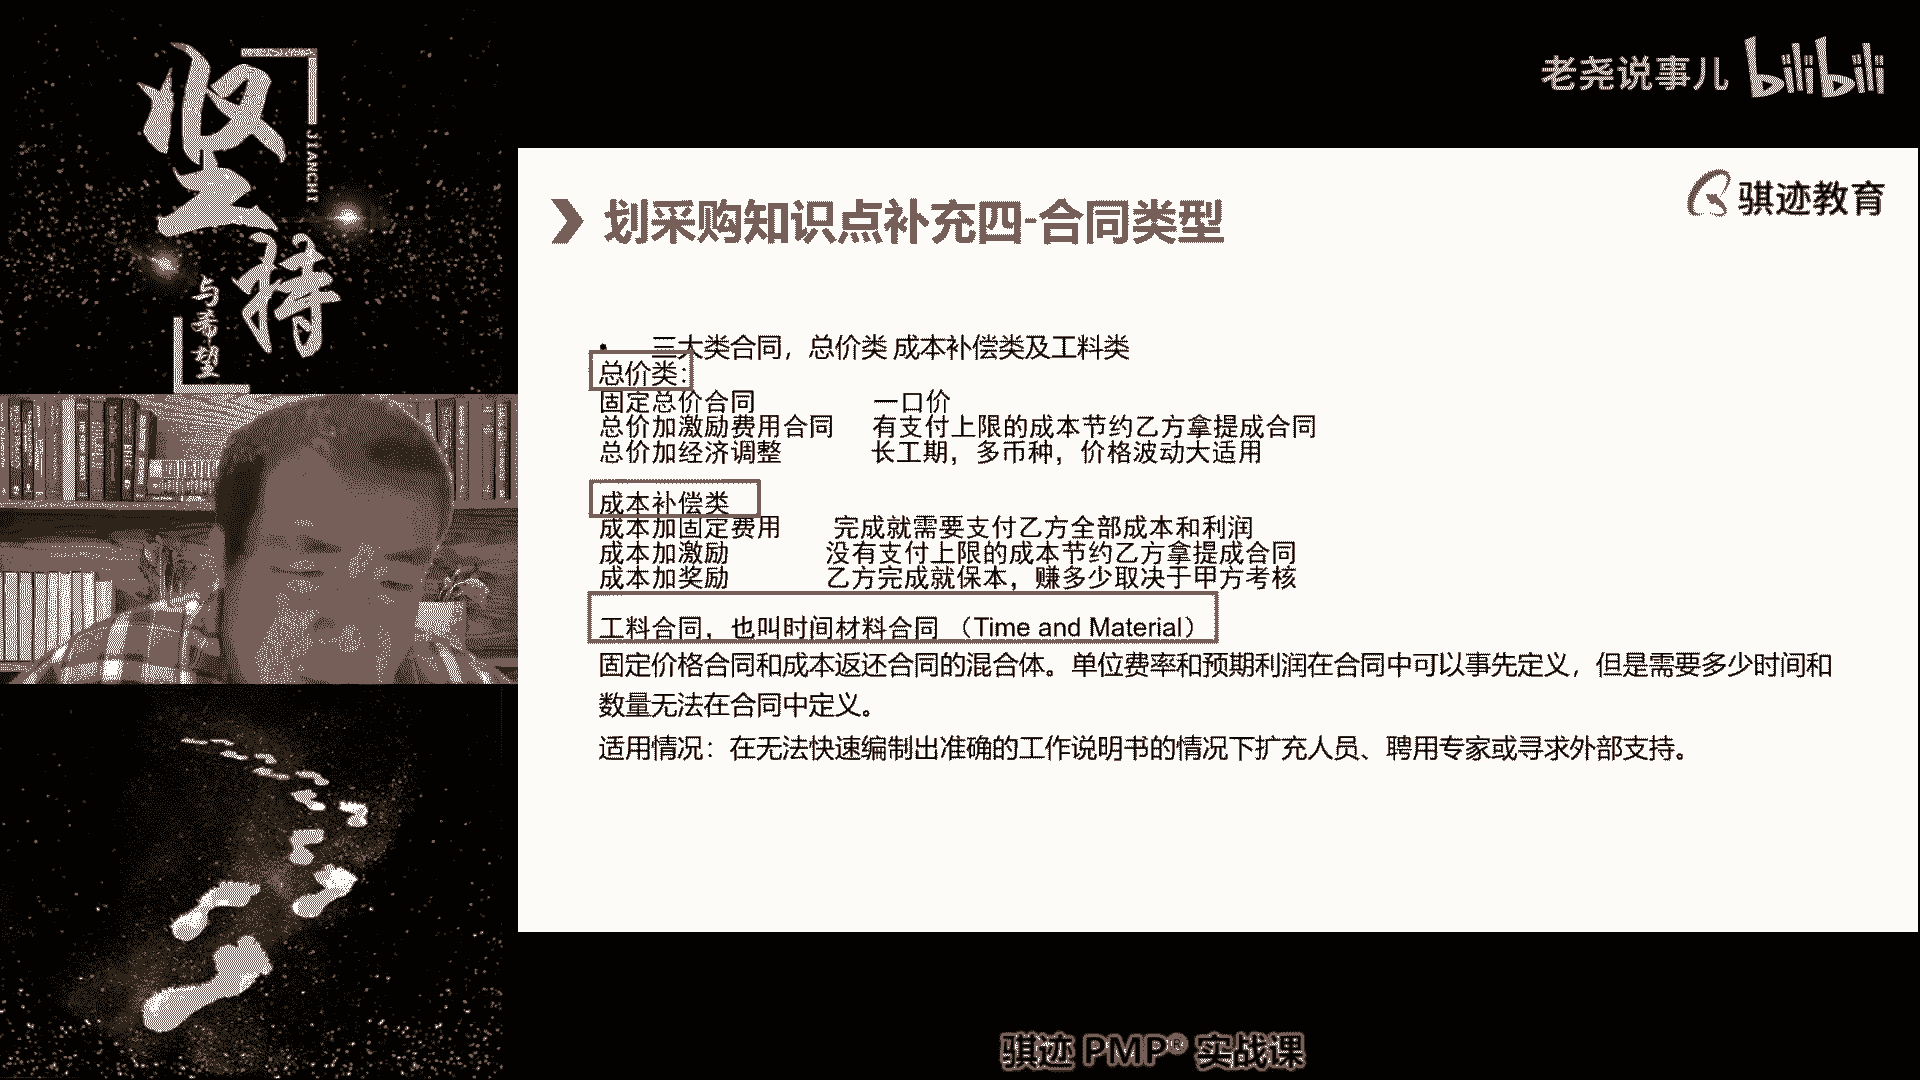 坚持
JIANCHI
与希望
老尧说事儿 bilibili
骐迹教育
划采购知识点补充四-合同类型
• 三大类合同，总价类 成本补偿类及工料类
总价类：
固定总价合同 一口价
总价加激励费用合同 有支付上限的成本节约乙方拿提成合同
总价加经济调整 长工期，多币种，价格波动大适用
成本补偿类
成本加固定费用 完成就需要支付乙方全部成本和利润
成本加激励 没有支付上限的成本节约乙方拿提成合同
成本加奖励 乙方完成就保本，赚多少取决于甲方考核
工料合同，也叫时间材料合同 （Time and Material）
固定价格合同和成本返还合同的混合体。单位费率和预期利润在合同中可以事先定义，但是需要多少时间和
数量无法在合同中定义。
适用情况：在无法快速编制出准确的工作说明书的情况下扩充人员、聘用专家或寻求外部支持。
骐迹 PMP® 实战课